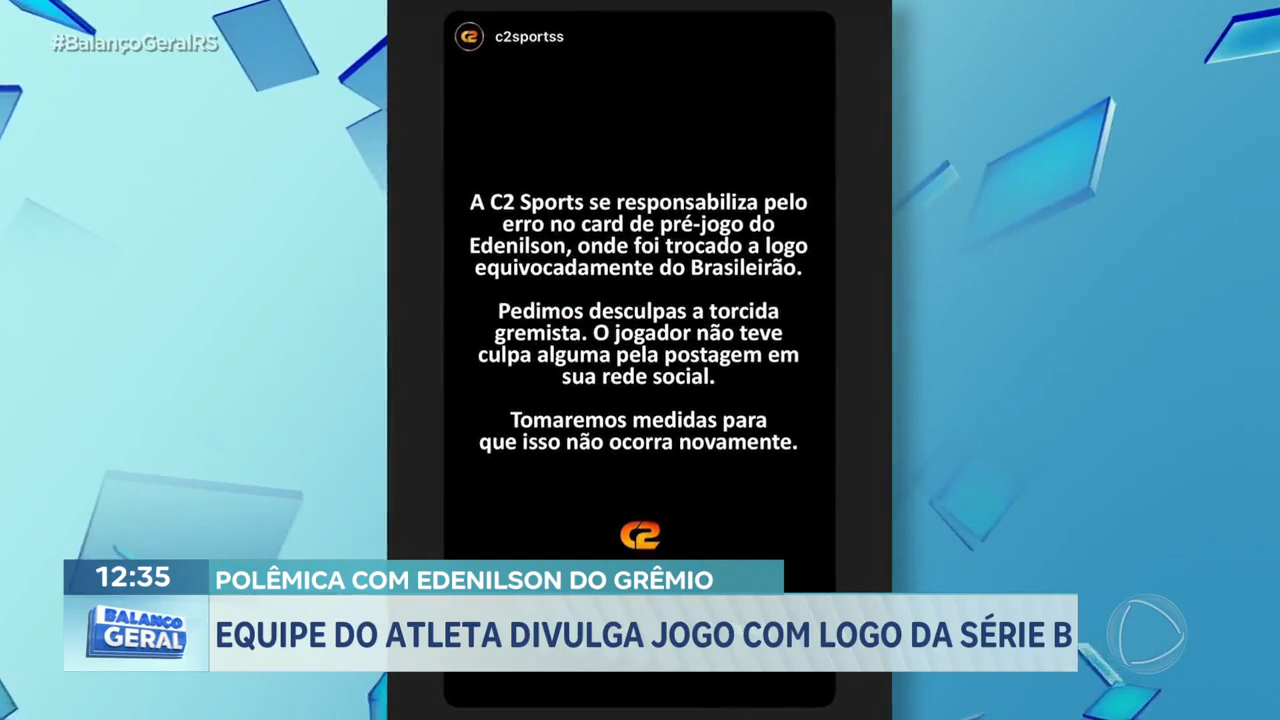 #BalançoGeralRS
c2sportss
A C2 Sports se responsabiliza pelo
erro no card de pré-jogo do
Edenilson, onde foi trocado a logo
equivocadamente do Brasileirão.
Pedimos desculpas a torcida
gremista. O jogador não teve
culpa alguma pela postagem em
sua rede social.
Tomaremos medidas para
que isso não ocorra novamente.
C2
12:35
POLÊMICA COM EDENILSON DO GRÊMIO
BALANÇO
GERAL
EQUIPE DO ATLETA DIVULGA JOGO COM LOGO DA SÉRIE B